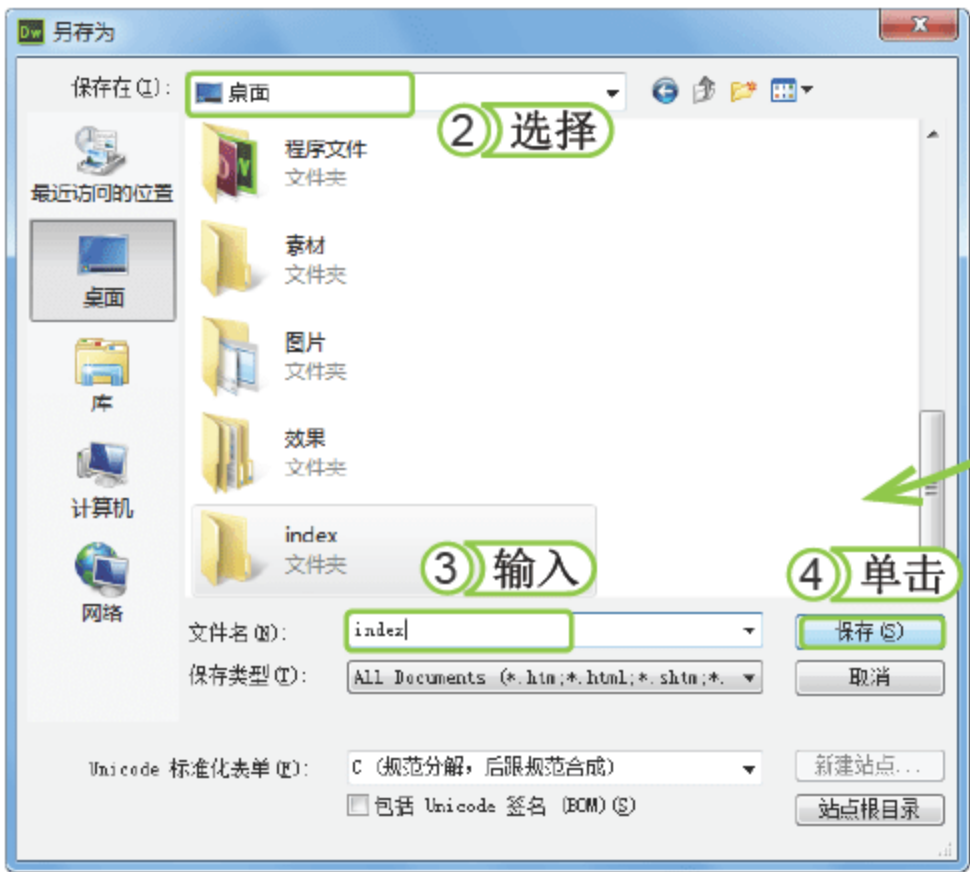 Dw 另存为
保存在(I): 桌面
② 选择
最近访问的位置
桌面
库
计算机
网络
程序文件
文件夹
素材
文件夹
图片
文件夹
效果
文件夹
index
文件夹
③ 输入
④ 单击
文件名(N): index
保存(S)
保存类型(T): All Documents (*.htm;*.html;*.shtm;*.
取消
Unicode 标准化表单(F): C (规范分解，后跟规范合成)
新建站点...
包括 Unicode 签名 (BOM)(S)
站点根目录